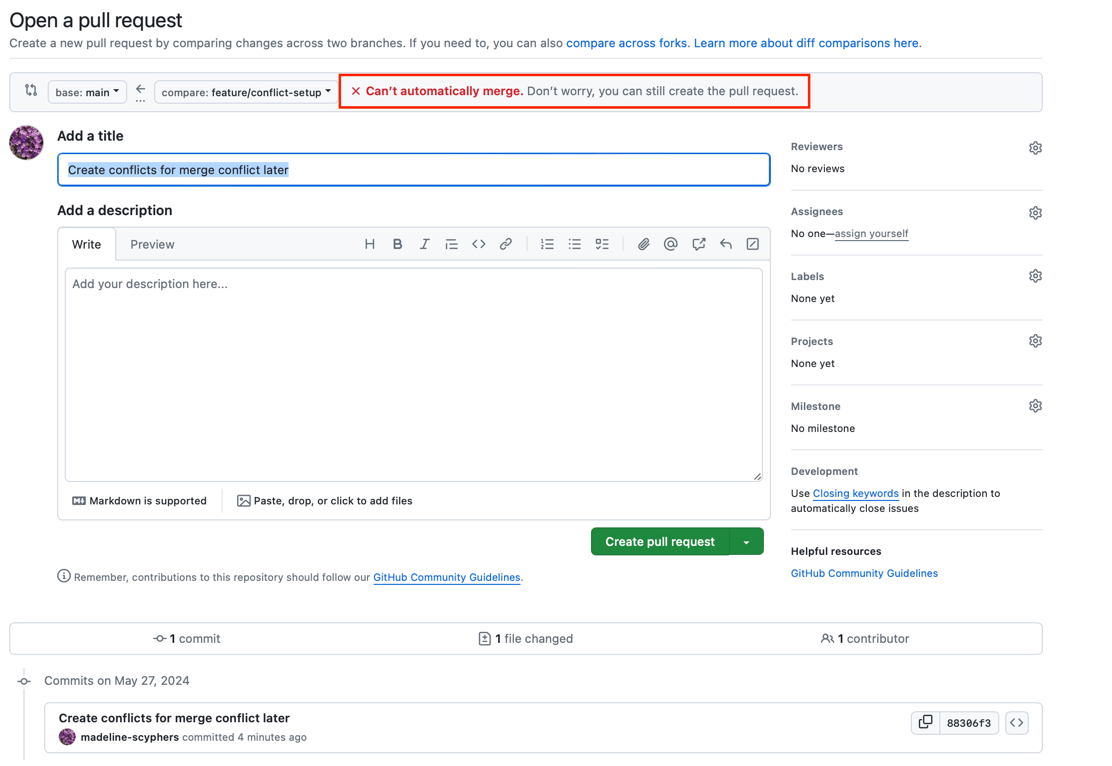 Open a pull request
Create a new pull request by comparing changes across two branches. If you need to, you can also compare across forks. Learn more about diff comparisons here.
base: main
...
compare: feature/conflict-setup
Can't automatically merge. Don't worry, you can still create the pull request.
Add a title
Create conflicts for merge conflict later
Add a description
Write
Preview
Add your description here...
Markdown is supported
Paste, drop, or click to add files
Create pull request
Remember, contributions to this repository should follow our GitHub Community Guidelines.
Reviewers
No reviews
Assignees
No one—assign yourself
Labels
None yet
Projects
None yet
Milestone
No milestone
Development
Use Closing keywords in the description to
automatically close issues
Helpful resources
GitHub Community Guidelines
1 commit
1 file changed
1 contributor
Commits on May 27, 2024
Create conflicts for merge conflict later
madeline-scyphers committed 4 minutes ago
88306f3